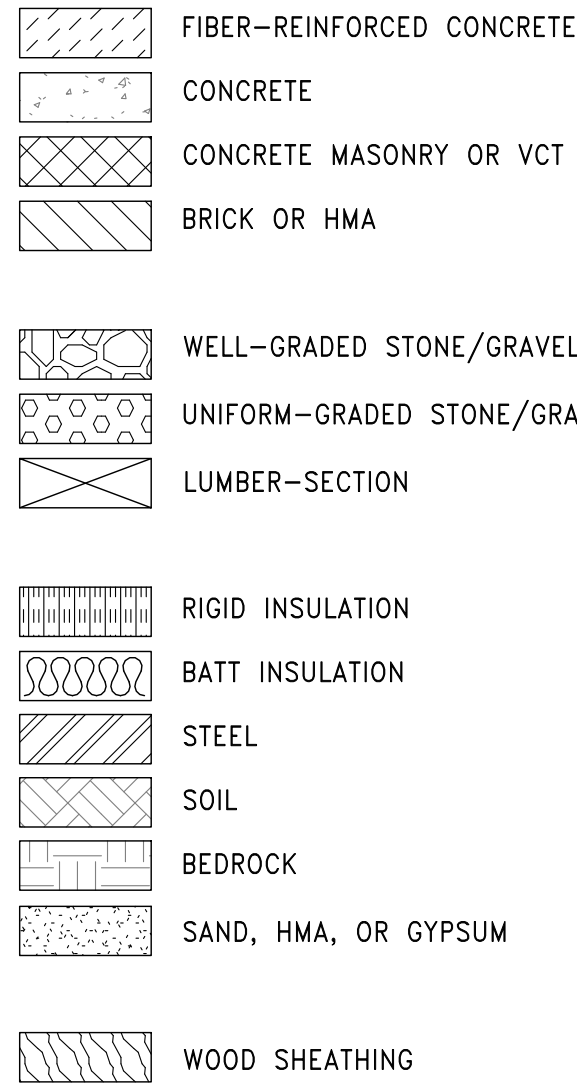 FIBER-REINFORCED CONCRETE
CONCRETE
CONCRETE MASONRY OR VCT
BRICK OR HMA
WELL-GRADED STONE/GRAVEL
UNIFORM-GRADED STONE/GRA
LUMBER-SECTION
RIGID INSULATION
BATT INSULATION
STEEL
SOIL
BEDROCK
SAND, HMA, OR GYPSUM
WOOD SHEATHING